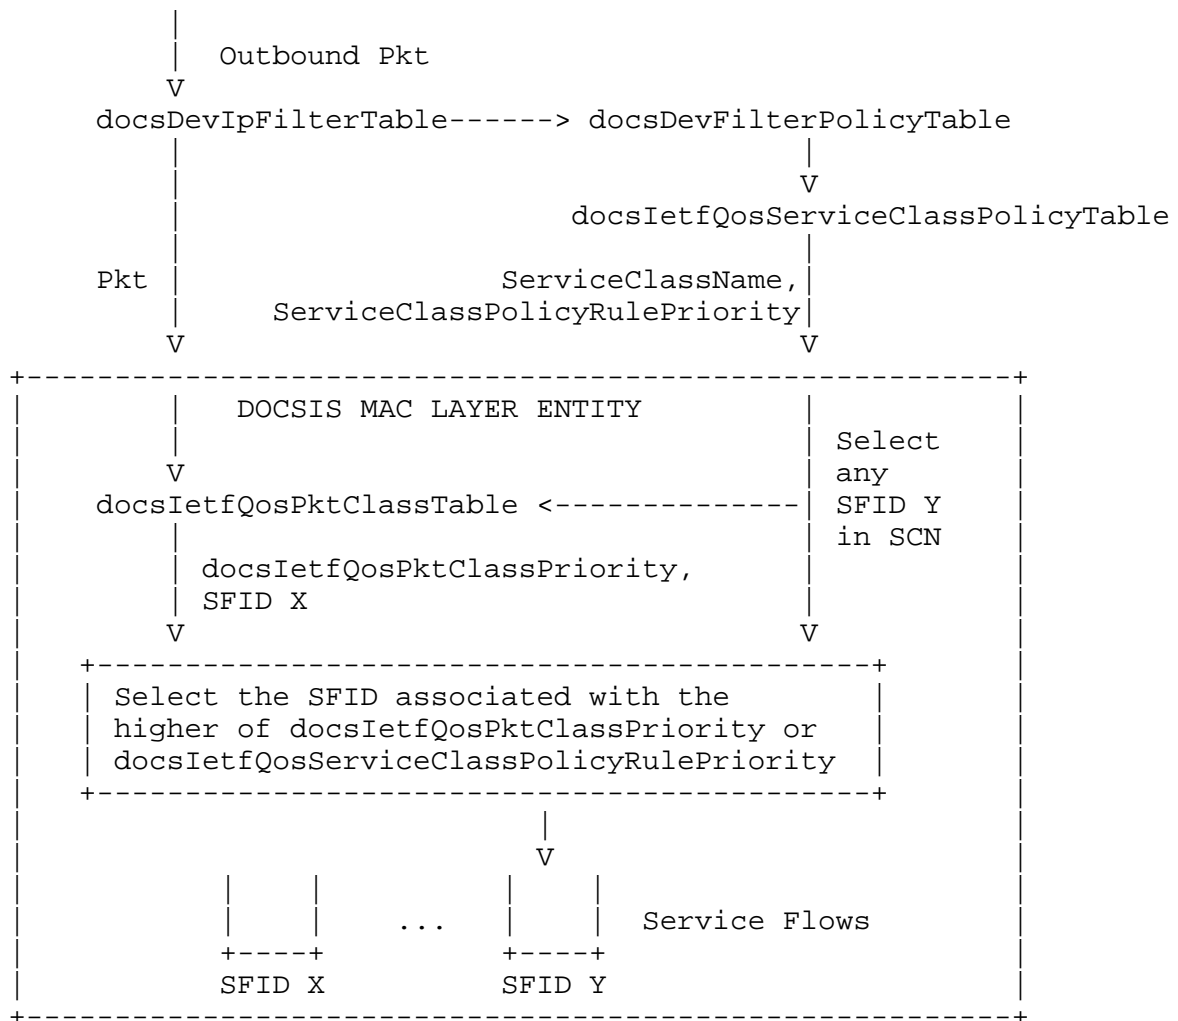 Outbound Pkt
V
docsDevIpFilterTable------> docsDevFilterPolicyTable
V
docsIetfQosServiceClassPolicyTable
Pkt ServiceClassName,
ServiceClassPolicyRulePriority
V V
DOCSIS MAC LAYER ENTITY
Select
V any
docsIetfQosPktClassTable <-------------- SFID Y
in SCN
docsIetfQosPktClassPriority,
SFID X
V V
Select the SFID associated with the
higher of docsIetfQosPktClassPriority or
docsIetfQosServiceClassPolicyRulePriority
V
... Service Flows
SFID X SFID Y